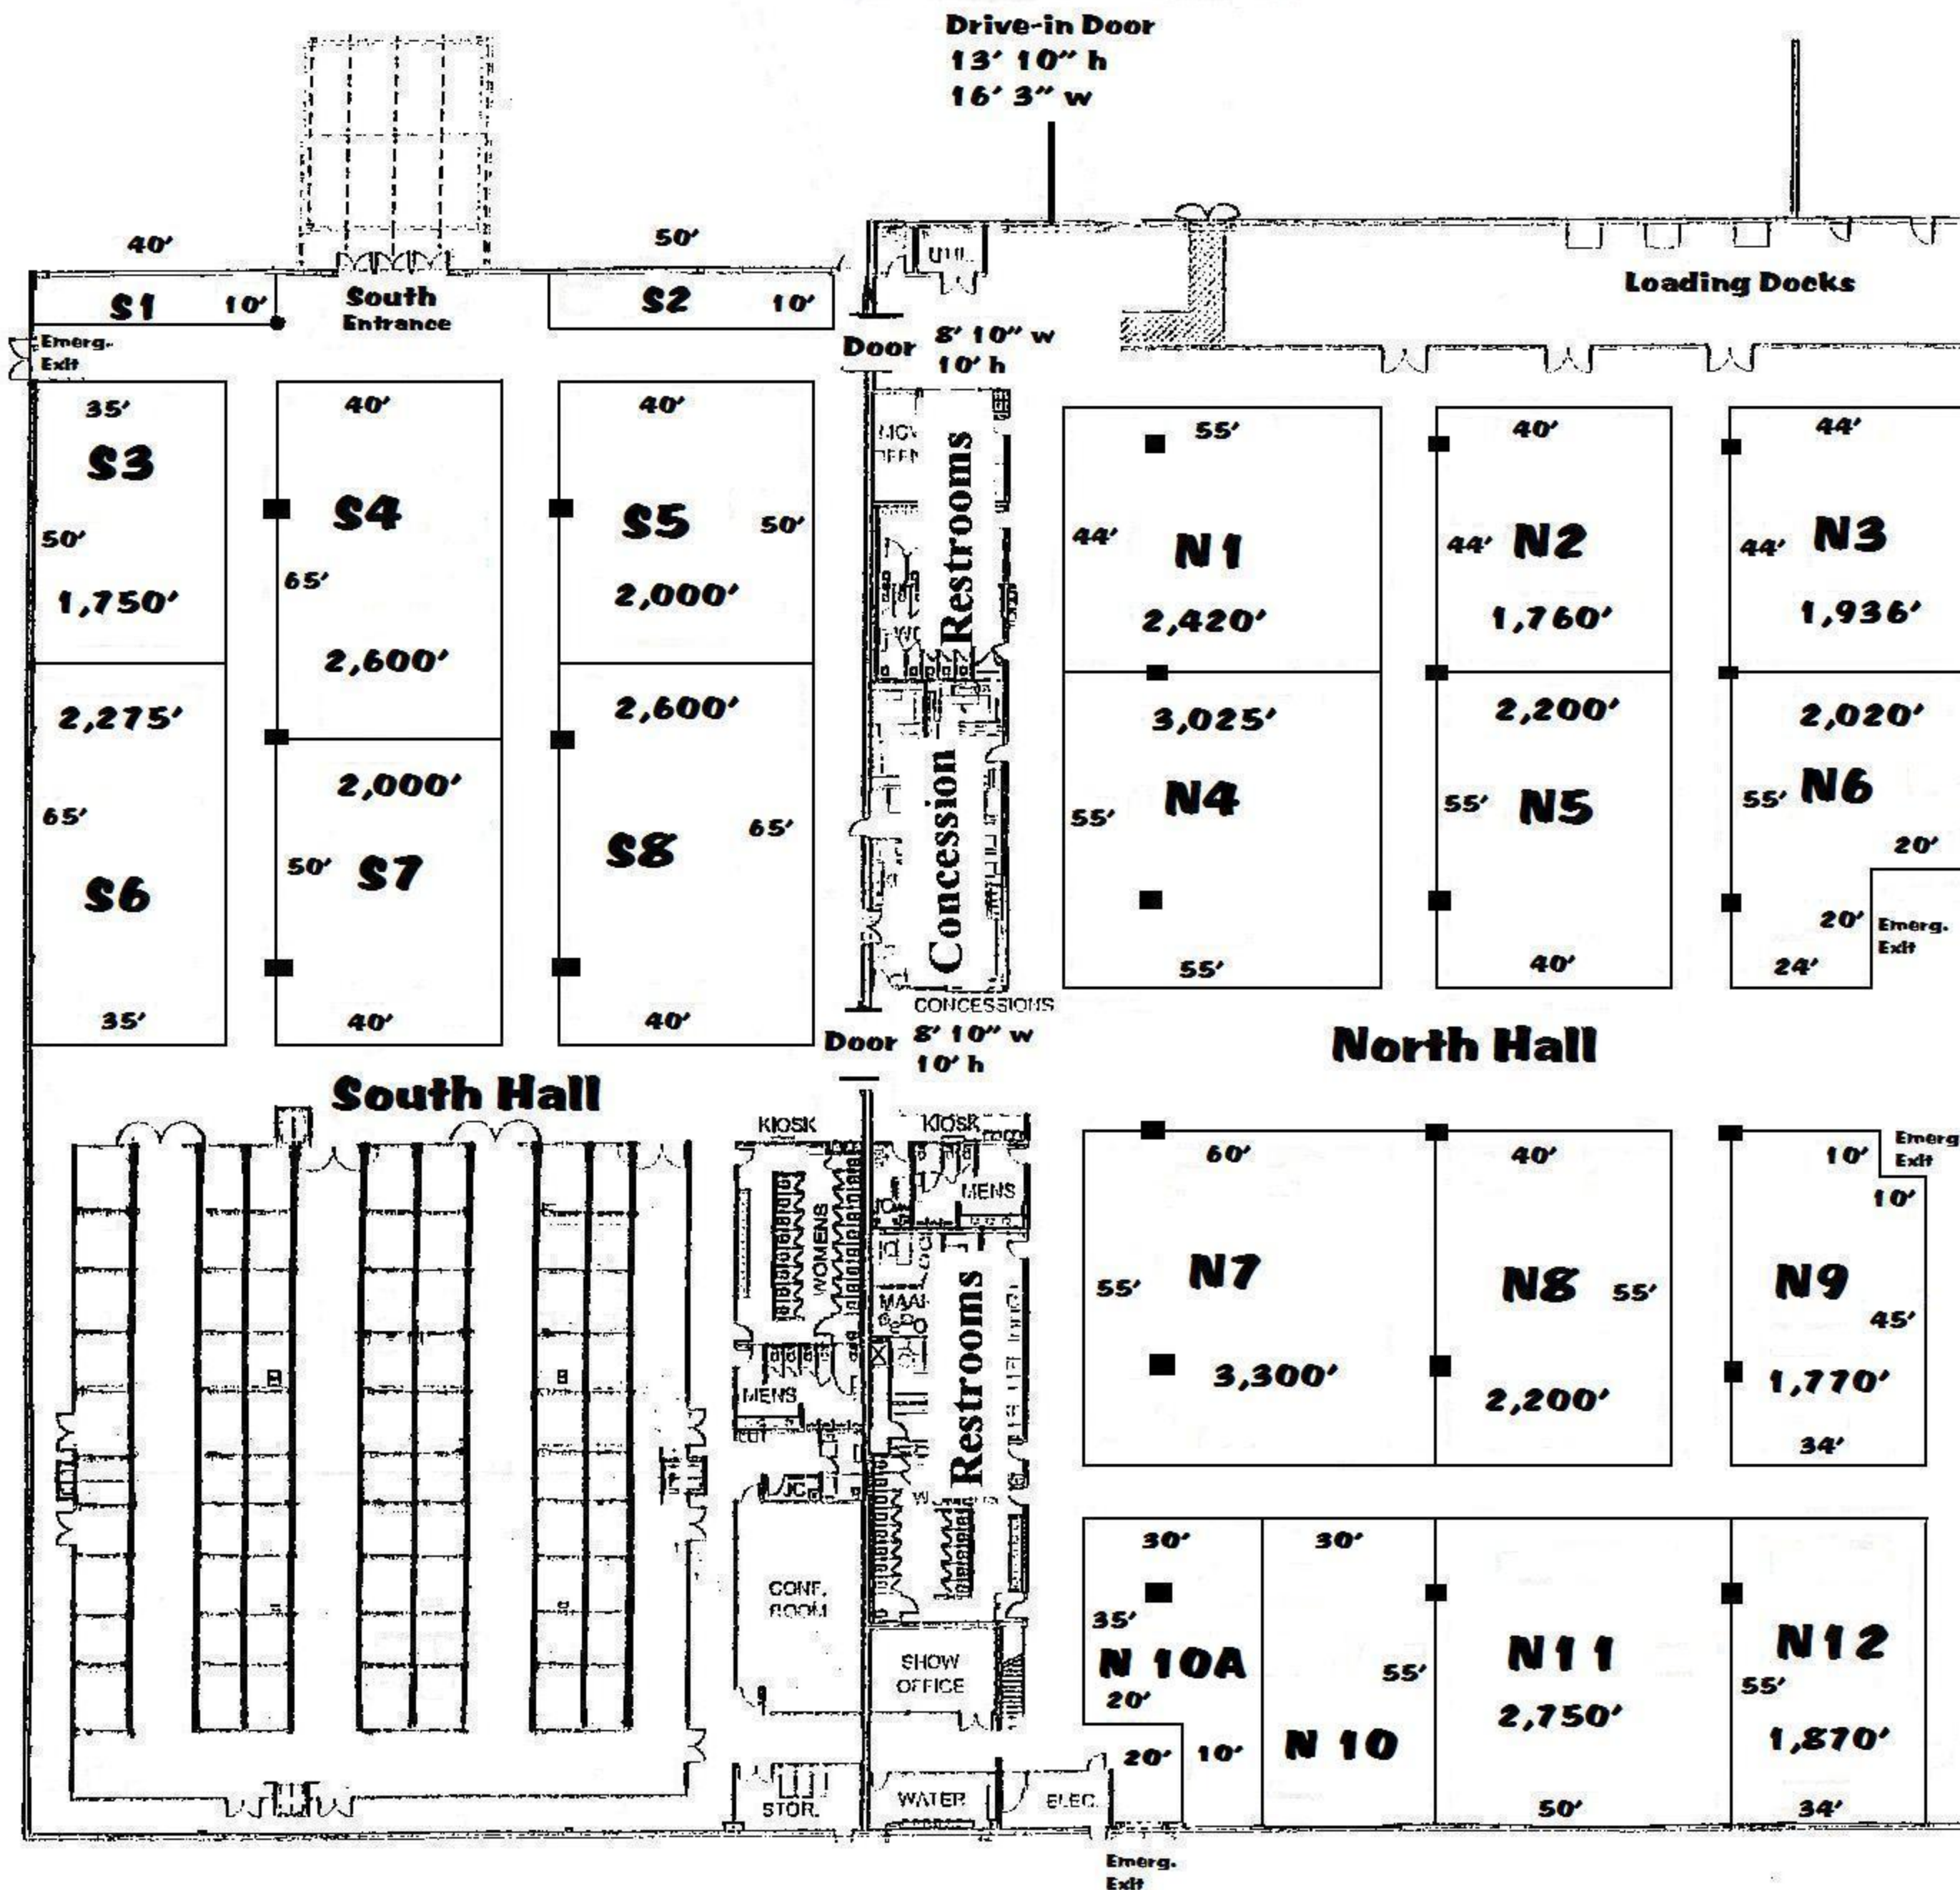 Drive-in Door
13' 10" h
16' 3" w
40'
50'
S1
10'
South
Entrance
S2
10'
UTIL.
Loading Docks
Emerg.
Exit
Door
8' 10" w
10' h
35'
S3
50'
1,750'
40'
S4
65'
2,600'
40'
S5
50'
2,000'
Restrooms
55'
44'
N1
2,420'
40'
44'
N2
1,760'
44'
44'
N3
1,936'
2,275'
65'
S6
35'
2,000'
50'
S7
40'
2,600'
S8
65'
40'
Concession
CONCESSIONS
3,025'
N4
55'
55'
2,200'
55'
N5
40'
2,020'
55'
N6
20'
20'
Emerg.
Exit
24'
Door
8' 10" w
10' h
South Hall
North Hall
KIOSK
KIOSK
WOMENS
MENS
MENS
Restrooms
60'
55'
N7
3,300'
40'
N8
55'
2,200'
10'
Emerg
Exit
10'
N9
45'
1,770'
34'
CONF.
ROOM
SHOW
OFFICE
STOR.
WATER
ELEC.
30'
35'
N 10A
20'
20'
10'
30'
55'
N 10
N11
2,750'
50'
N12
55'
1,870'
34'
Emerg.
Exit